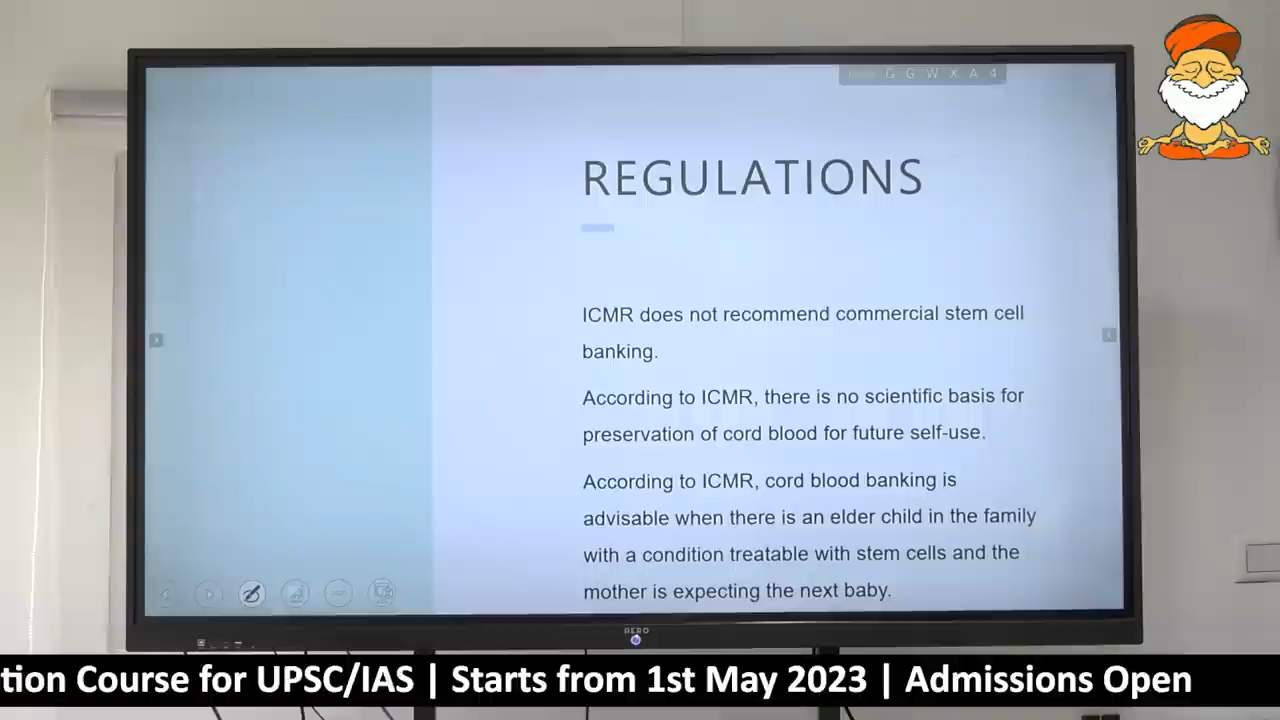 G G W X A 4
REGULATIONS
ICMR does not recommend commercial stem cell
banking.
According to ICMR, there is no scientific basis for
preservation of cord blood for future self-use.
According to ICMR, cord blood banking is
advisable when there is an elder child in the family
with a condition treatable with stem cells and the
mother is expecting the next baby.
tion Course for UPSC/IAS | Starts from 1st May 2023 | Admissions Open